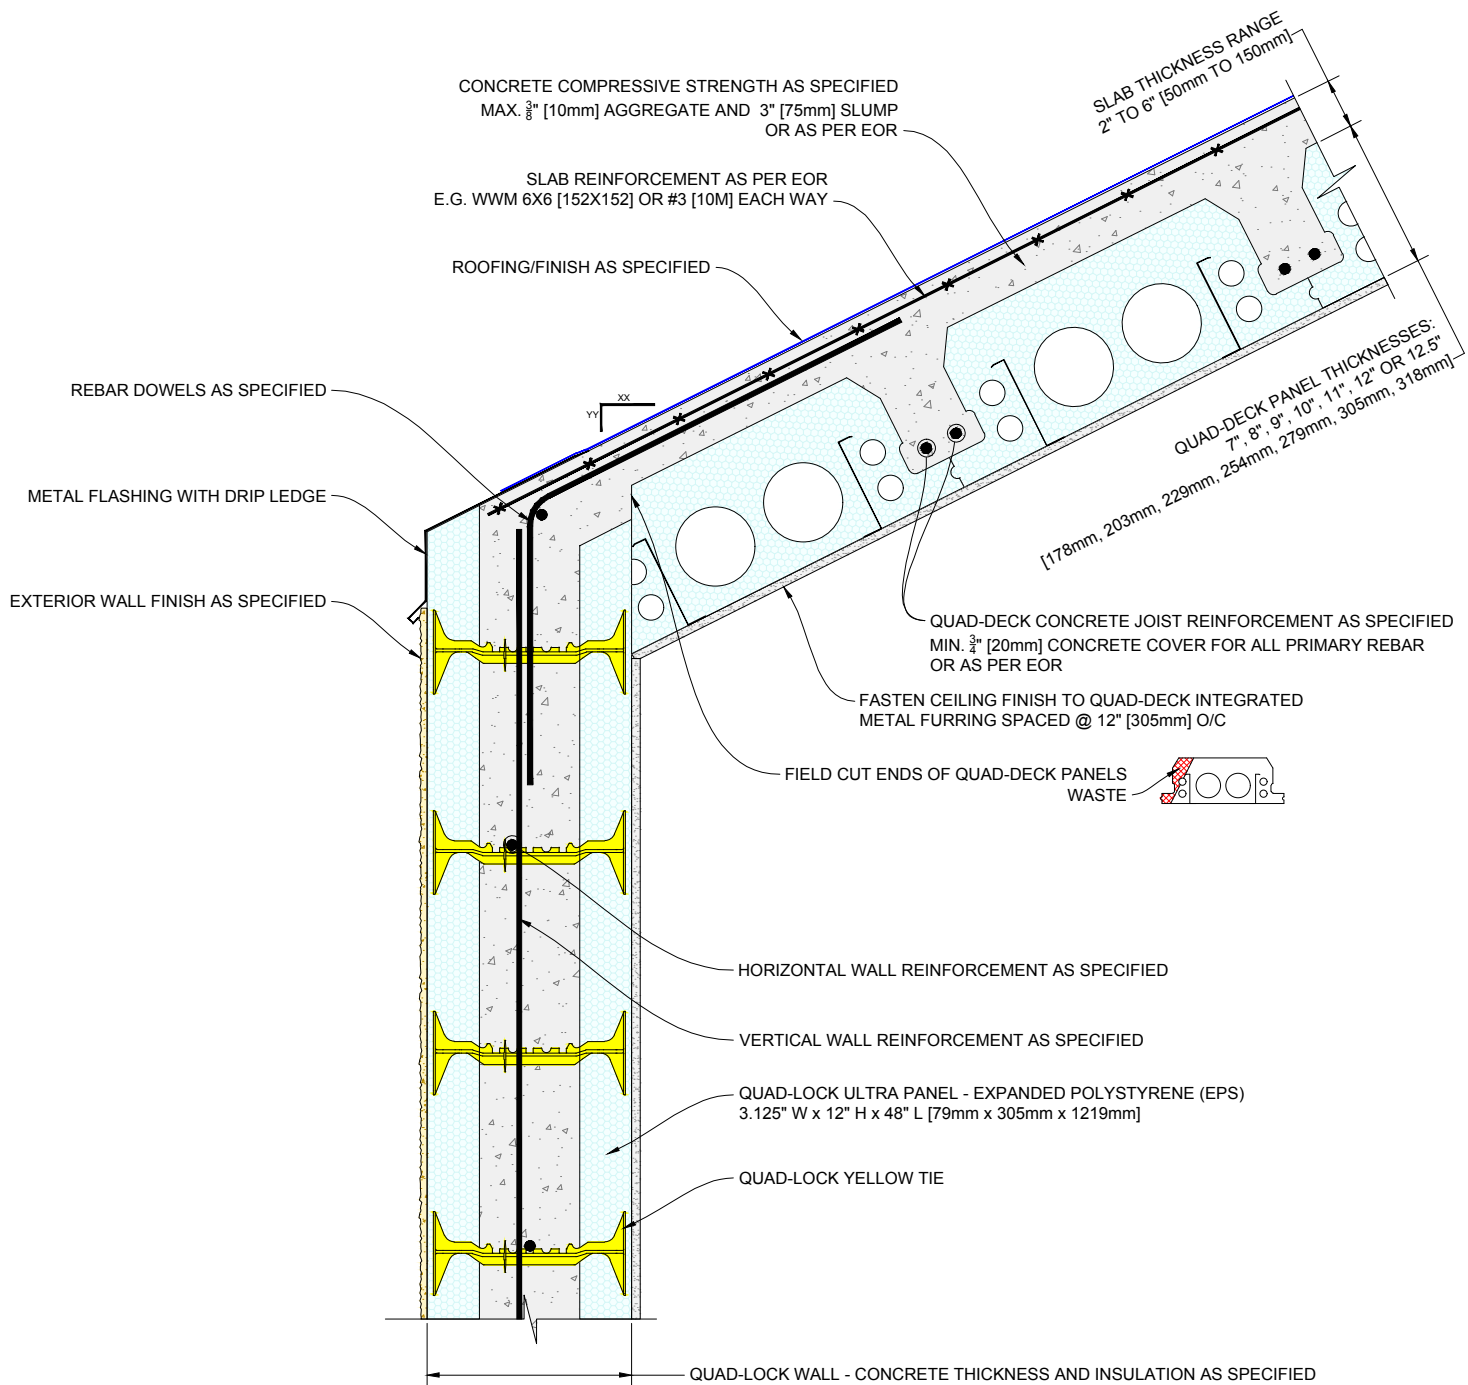 SLAB THICKNESS RANGE
2" TO 6" [50mm TO 150mm]
CONCRETE COMPRESSIVE STRENGTH AS SPECIFIED
MAX. 3/8" [10mm] AGGREGATE AND 3" [75mm] SLUMP
OR AS PER EOR
SLAB REINFORCEMENT AS PER EOR
E.G. WWM 6X6 [152X152] OR #3 [10M] EACH WAY
ROOFING/FINISH AS SPECIFIED
REBAR DOWELS AS SPECIFIED
XX
YY
QUAD-DECK PANEL THICKNESSES:
7", 8", 9", 10", 11", 12" OR 12.5"
[178mm, 203mm, 229mm, 254mm, 279mm, 305mm, 318mm]
METAL FLASHING WITH DRIP LEDGE
EXTERIOR WALL FINISH AS SPECIFIED
QUAD-DECK CONCRETE JOIST REINFORCEMENT AS SPECIFIED
MIN. 3/4" [20mm] CONCRETE COVER FOR ALL PRIMARY REBAR
OR AS PER EOR
FASTEN CEILING FINISH TO QUAD-DECK INTEGRATED
METAL FURRING SPACED @ 12" [305mm] O/C
FIELD CUT ENDS OF QUAD-DECK PANELS
WASTE
HORIZONTAL WALL REINFORCEMENT AS SPECIFIED
VERTICAL WALL REINFORCEMENT AS SPECIFIED
QUAD-LOCK ULTRA PANEL - EXPANDED POLYSTYRENE (EPS)
3.125" W x 12" H x 48" L [79mm x 305mm x 1219mm]
QUAD-LOCK YELLOW TIE
QUAD-LOCK WALL - CONCRETE THICKNESS AND INSULATION AS SPECIFIED